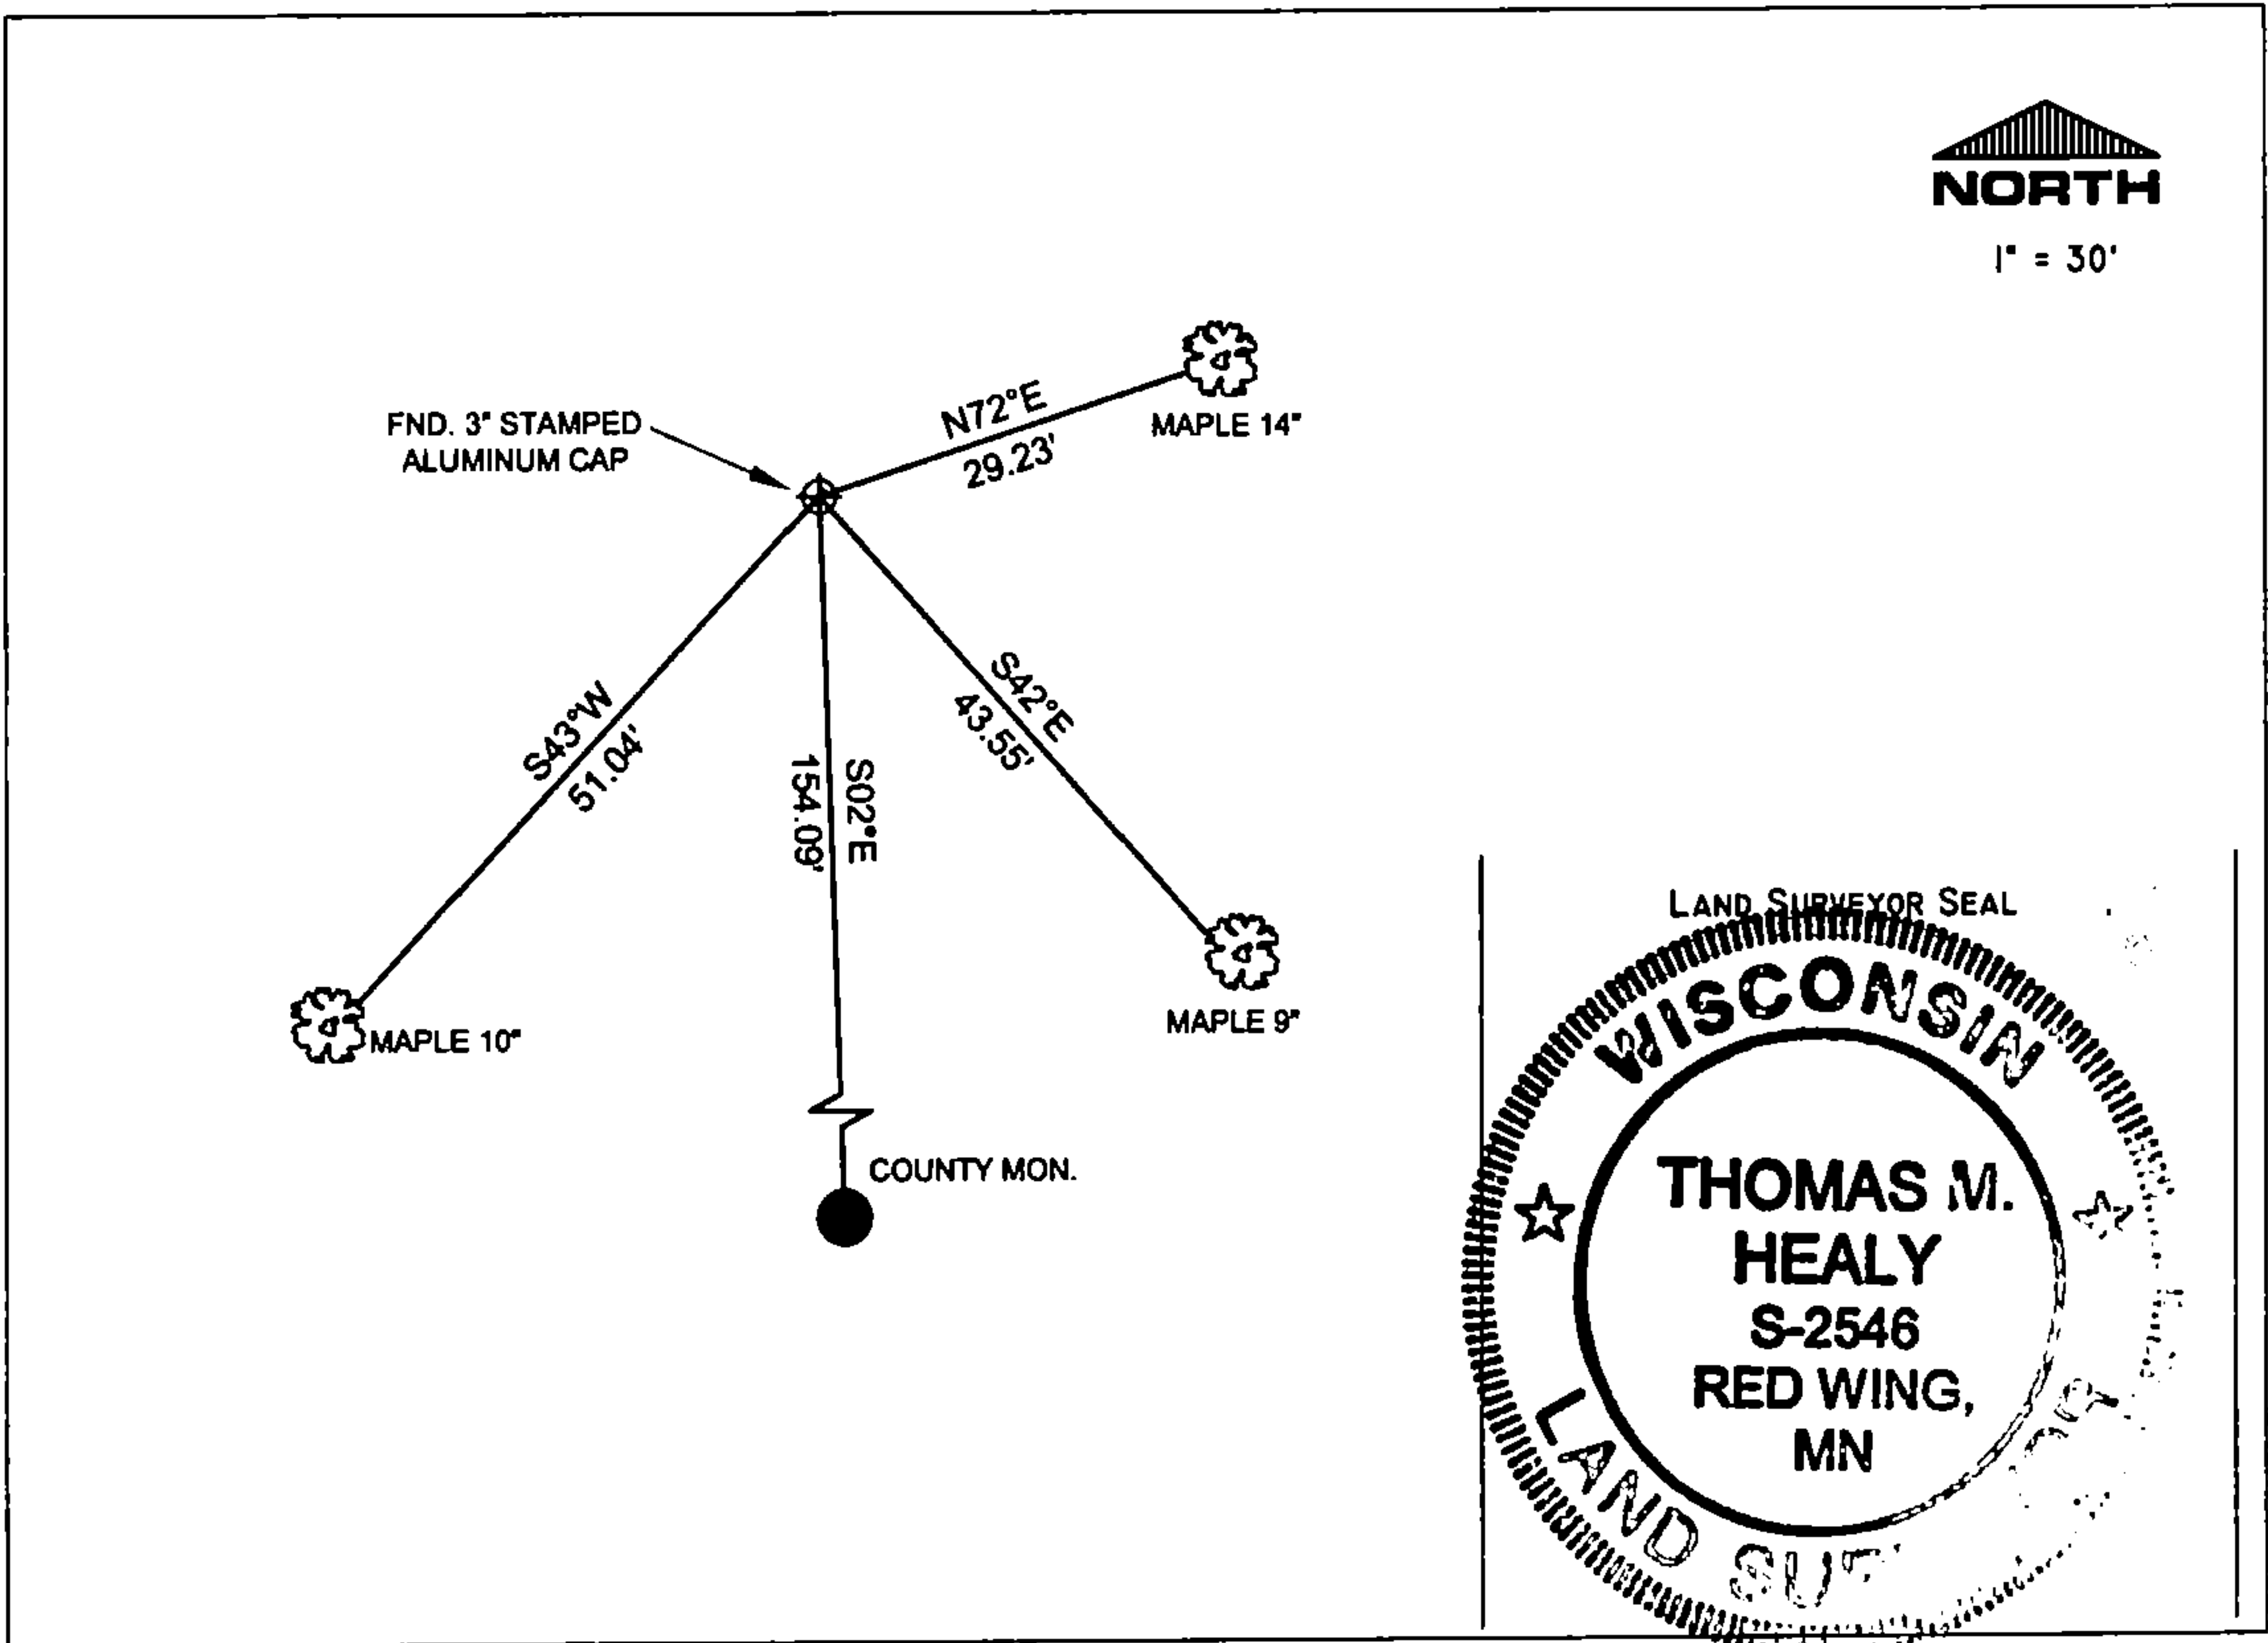 NORTH
1" = 30'
FND. 3" STAMPED
ALUMINUM CAP
N72°E
29.23'
MAPLE 14"
S43°W
51.04'
S02°E
154.09'
S42°E
43.55'
MAPLE 10"
MAPLE 9"
COUNTY MON.
LAND SURVEYOR SEAL
WISCONSIN
THOMAS M.
HEALY
S-2546
RED WING,
MN
LAND